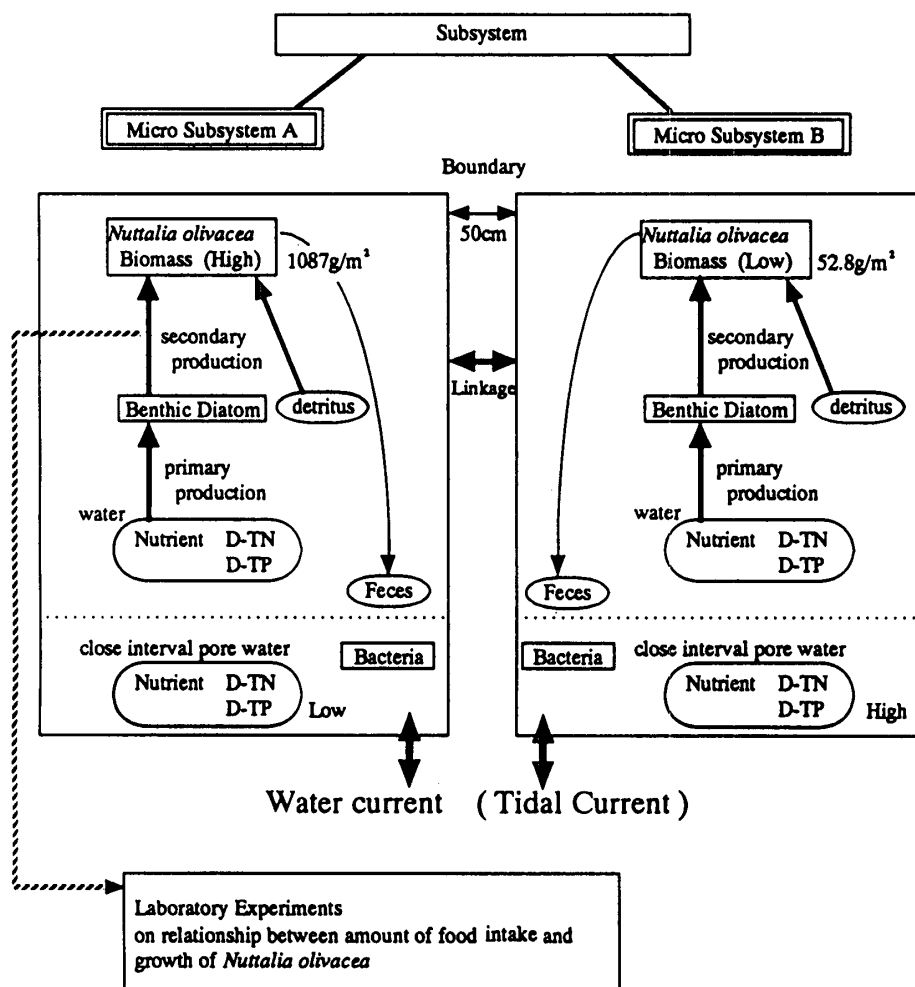 Subsystem
Micro Subsystem A
Micro Subsystem B
Boundary
50cm
Linkage
Nuttalia olivacea
Biomass (High)
1087g/m²
secondary
production
Benthic Diatom
detritus
primary
production
water
Nutrient D-TN
D-TP
Feces
close interval pore water
Bacteria
Nutrient D-TN
D-TP
Low
Nuttalia olivacea
Biomass (Low)
52.8g/m²
secondary
production
Benthic Diatom
detritus
primary
production
water
Nutrient D-TN
D-TP
Feces
Bacteria
close interval pore water
Nutrient D-TN
D-TP
High
Water current ( Tidal Current )
Laboratory Experiments
on relationship between amount of food intake and
growth of Nuttalia olivacea